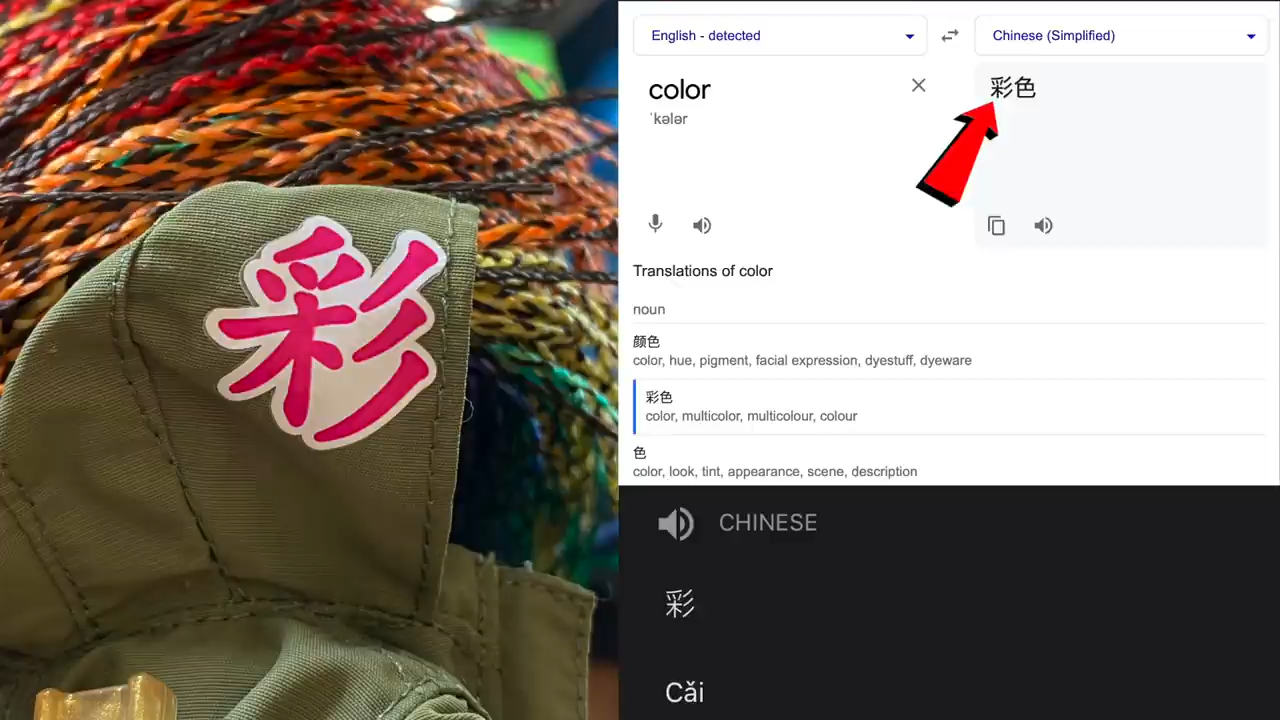 彩
English - detected
Chinese (Simplified)
color
ˈkələr
彩色
Translations of color
noun
颜色
color, hue, pigment, facial expression, dyestuff, dyeware
彩色
color, multicolor, multicolour, colour
色
color, look, tint, appearance, scene, description
CHINESE
彩
Cǎi